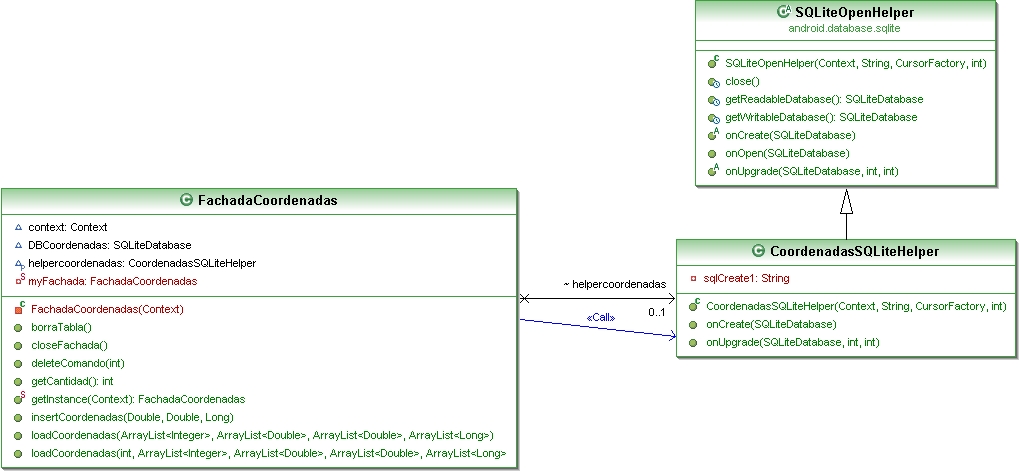 SQLiteOpenHelper
android.database.sqlite
SQLiteOpenHelper(Context, String, CursorFactory, int)
close()
getReadableDatabase(): SQLiteDatabase
getWritableDatabase(): SQLiteDatabase
onCreate(SQLiteDatabase)
onOpen(SQLiteDatabase)
onUpgrade(SQLiteDatabase, int, int)
FachadaCoordenadas
context: Context
DBCoordenadas: SQLiteDatabase
helpercoordenadas: CoordenadasSQLiteHelper
myFachada: FachadaCoordenadas
FachadaCoordenadas(Context)
borraTabla()
closeFachada()
deleteComando(int)
getCantidad(): int
getInstance(Context): FachadaCoordenadas
insertCoordenadas(Double, Double, Long)
loadCoordenadas(ArrayList<Integer>, ArrayList<Double>, ArrayList<Double>, ArrayList<Long>)
loadCoordenadas(int, ArrayList<Integer>, ArrayList<Double>, ArrayList<Double>, ArrayList<Long>
~ helpercoordenadas
0..1
«Call»
CoordenadasSQLiteHelper
sqlCreate1: String
CoordenadasSQLiteHelper(Context, String, CursorFactory, int)
onCreate(SQLiteDatabase)
onUpgrade(SQLiteDatabase, int, int)